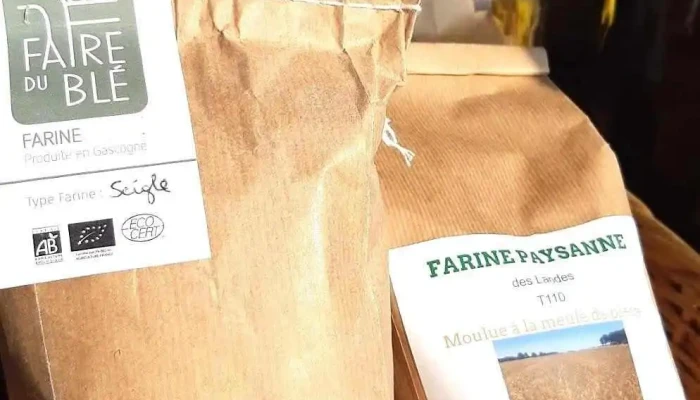 FAIRE
DU BLÉ
FARINE
Produite en Gascogne
Type Farine : Seigle
AB
ECO
CERT
FARINE PAYSANNE
des Landes
T110
Moulue à la meule de pierre